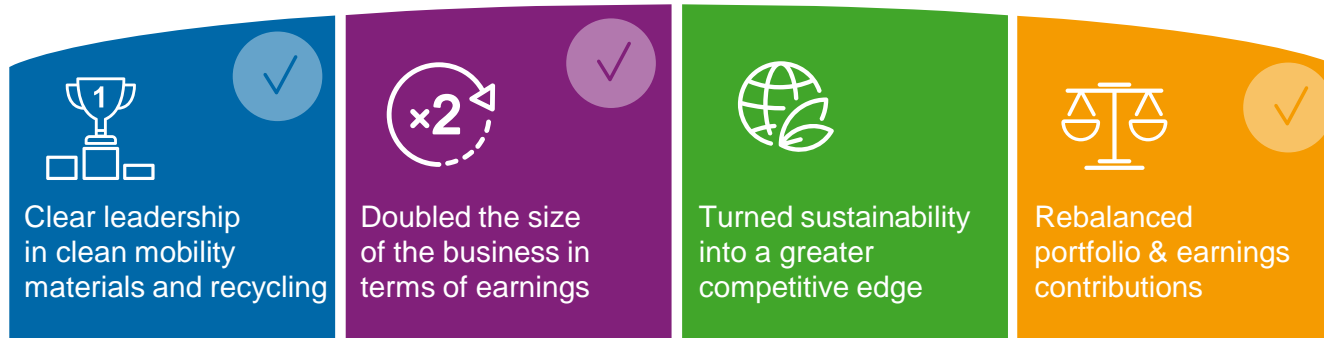 1
Clear leadership
in clean mobility
materials and recycling
×2
Doubled the size
of the business in
terms of earnings
Turned sustainability
into a greater
competitive edge
Rebalanced
portfolio & earnings
contributions